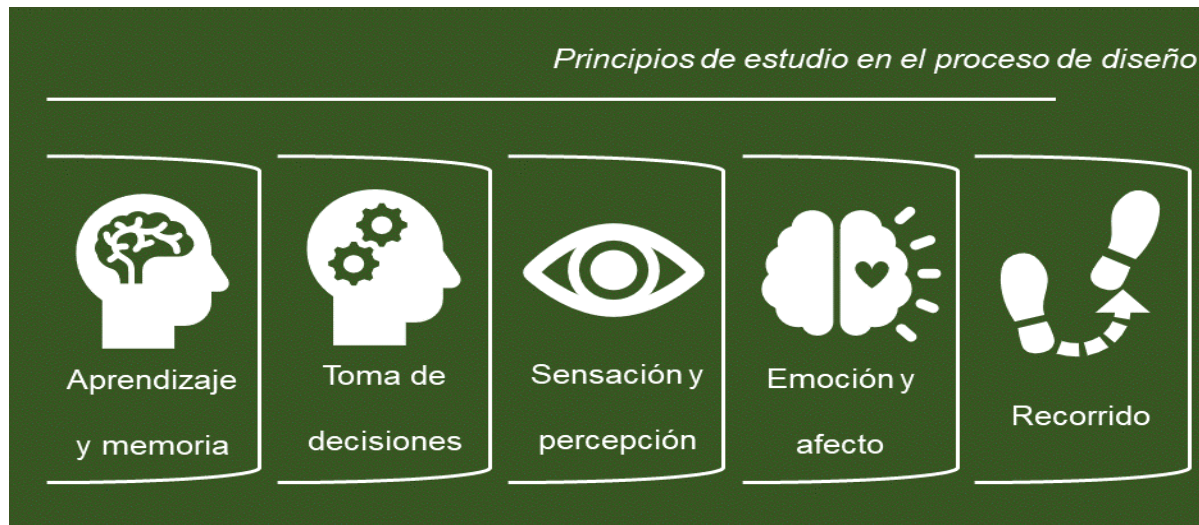 Principios de estudio en el proceso de diseño
Aprendizaje
y memoria
Toma de
decisiones
Sensación y
percepción
Emoción y
afecto
Recorrido